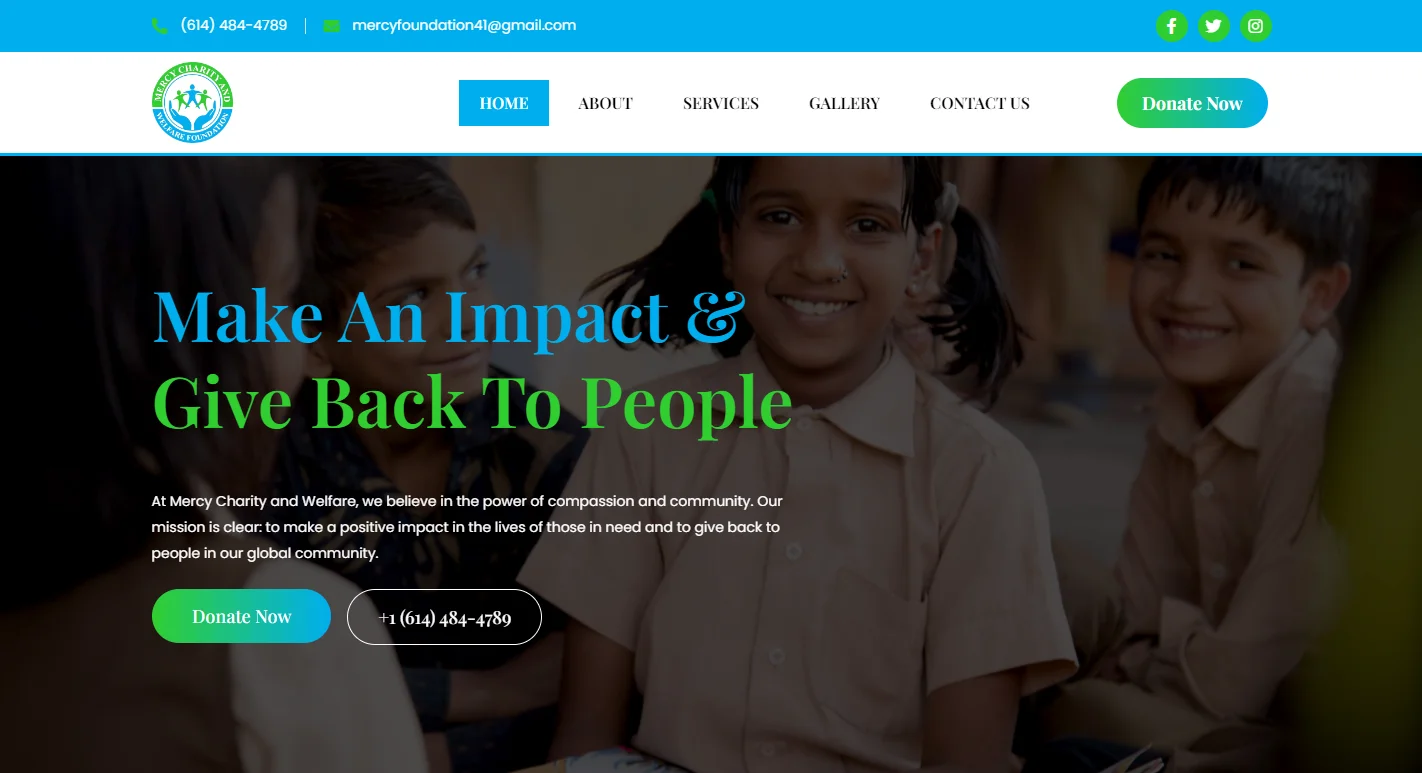 (614) 484-4789
mercyfoundation41@gmail.com
MERCY CHARITY AND
WELFARE FOUNDATION
HOME
ABOUT
SERVICES
GALLERY
CONTACT US
Donate Now
Make An Impact &
Give Back To People
At Mercy Charity and Welfare, we believe in the power of compassion and community. Our
mission is clear: to make a positive impact in the lives of those in need and to give back to
people in our global community.
Donate Now
+1 (614) 484-4789